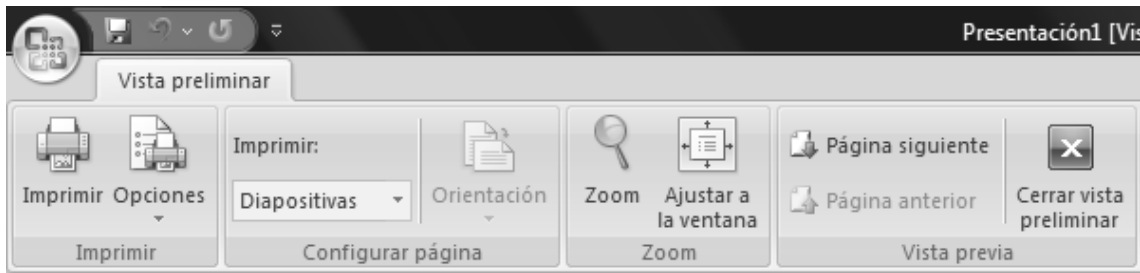 Presentación1 [Vis
Vista preliminar
Imprimir
Opciones
Imprimir:
Diapositivas
Orientación
Zoom
Ajustar a
la ventana
Página siguiente
Página anterior
Cerrar vista
preliminar
Imprimir
Configurar página
Zoom
Vista previa